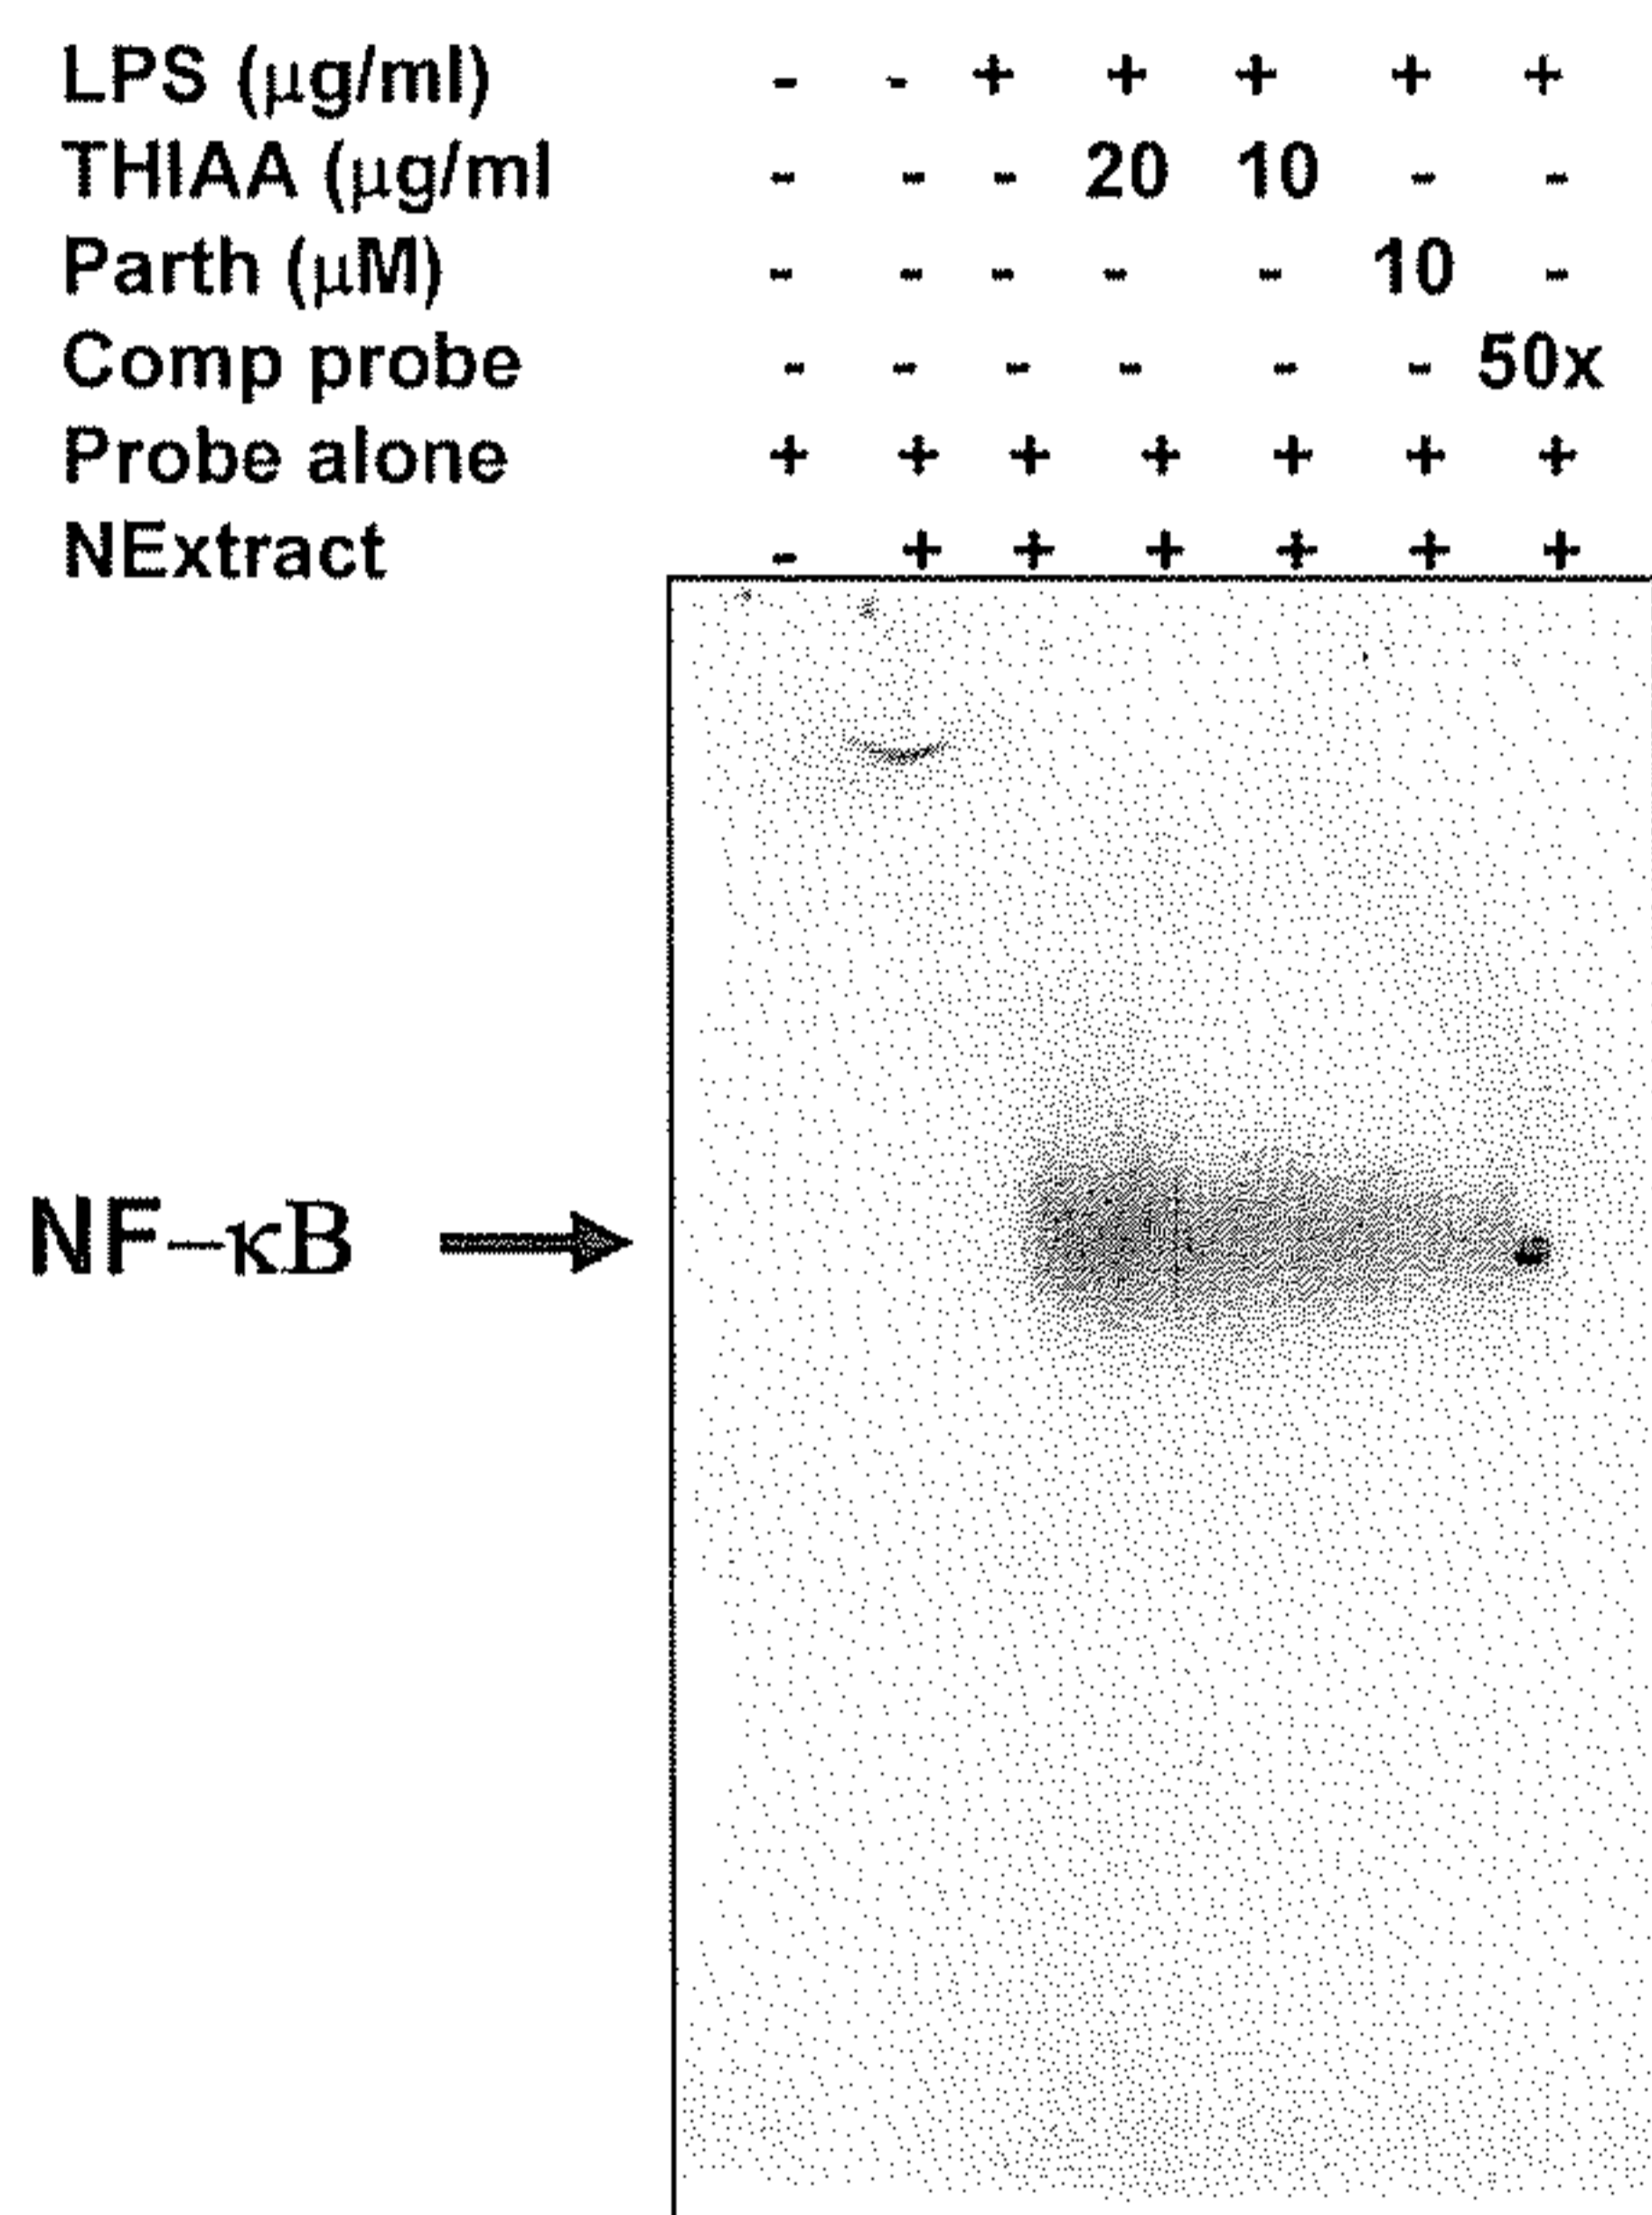 LPS (μg/ml) - - + + + + +
THIAA (μg/ml - - - 20 10 - -
Parth (μM) - - - - - 10 -
Comp probe - - - - - - 50x
Probe alone + + + + + + +
NExtract - + + + + + +
NF-κB